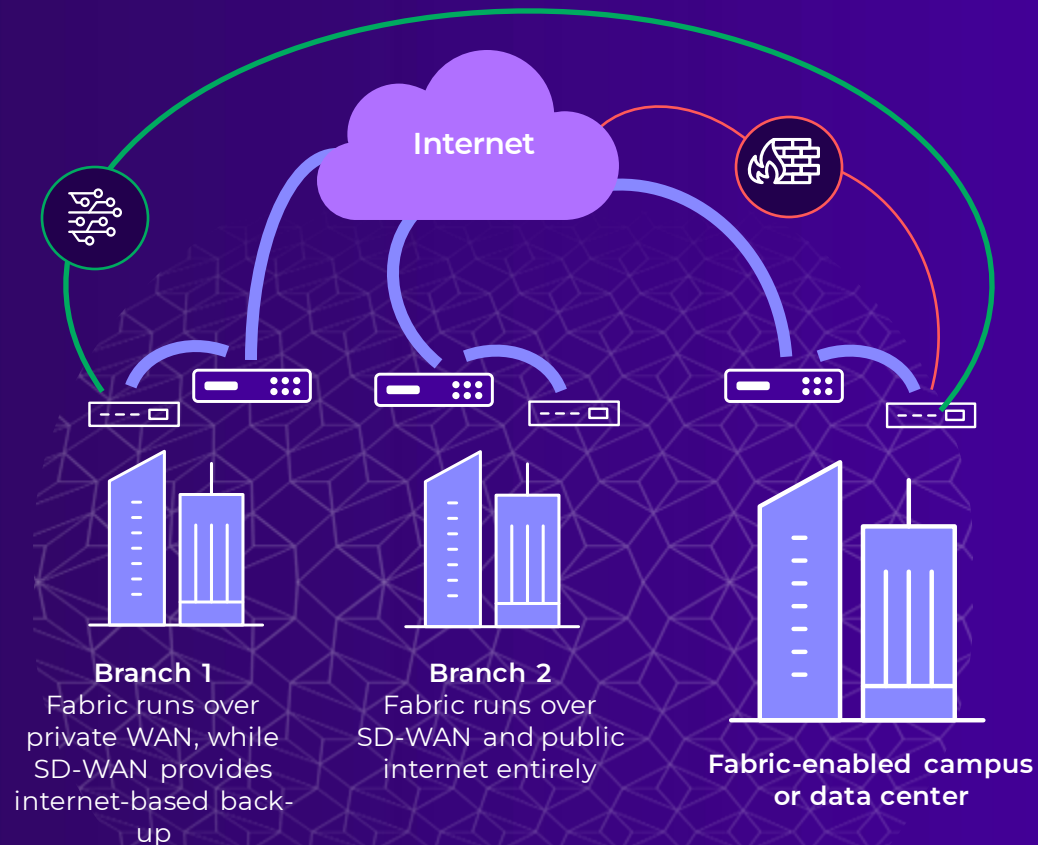 Internet
Branch 1
Fabric runs over
private WAN, while
SD-WAN provides
internet-based back-
up
Branch 2
Fabric runs over
SD-WAN and public
internet entirely
Fabric-enabled campus
or data center